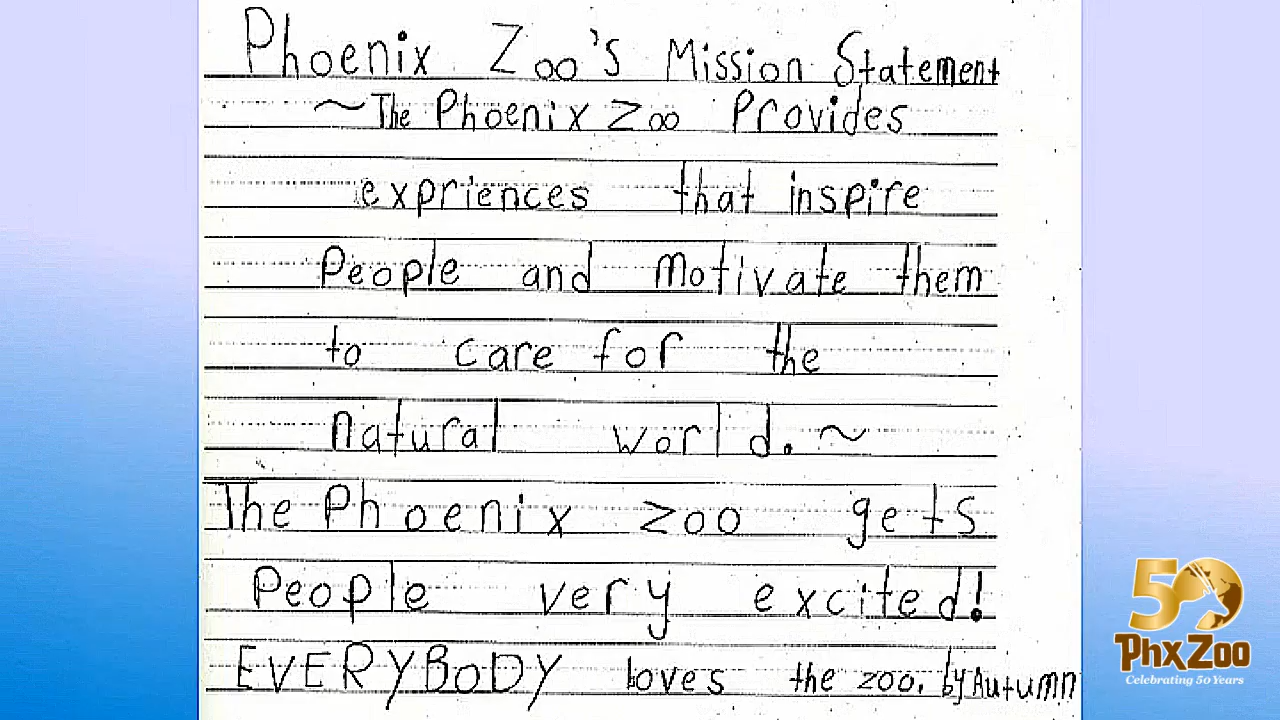 Phoenix Zoo's Mission Statement
~The Phoenix Zoo Provides
expriences that inspire
People and motivate them
to care for the
natural world.~
The Phoenix zoo gets
People very excited!
EVERYBODY loves the zoo. by Autumn
50
PhxZoo
Celebrating 50 Years